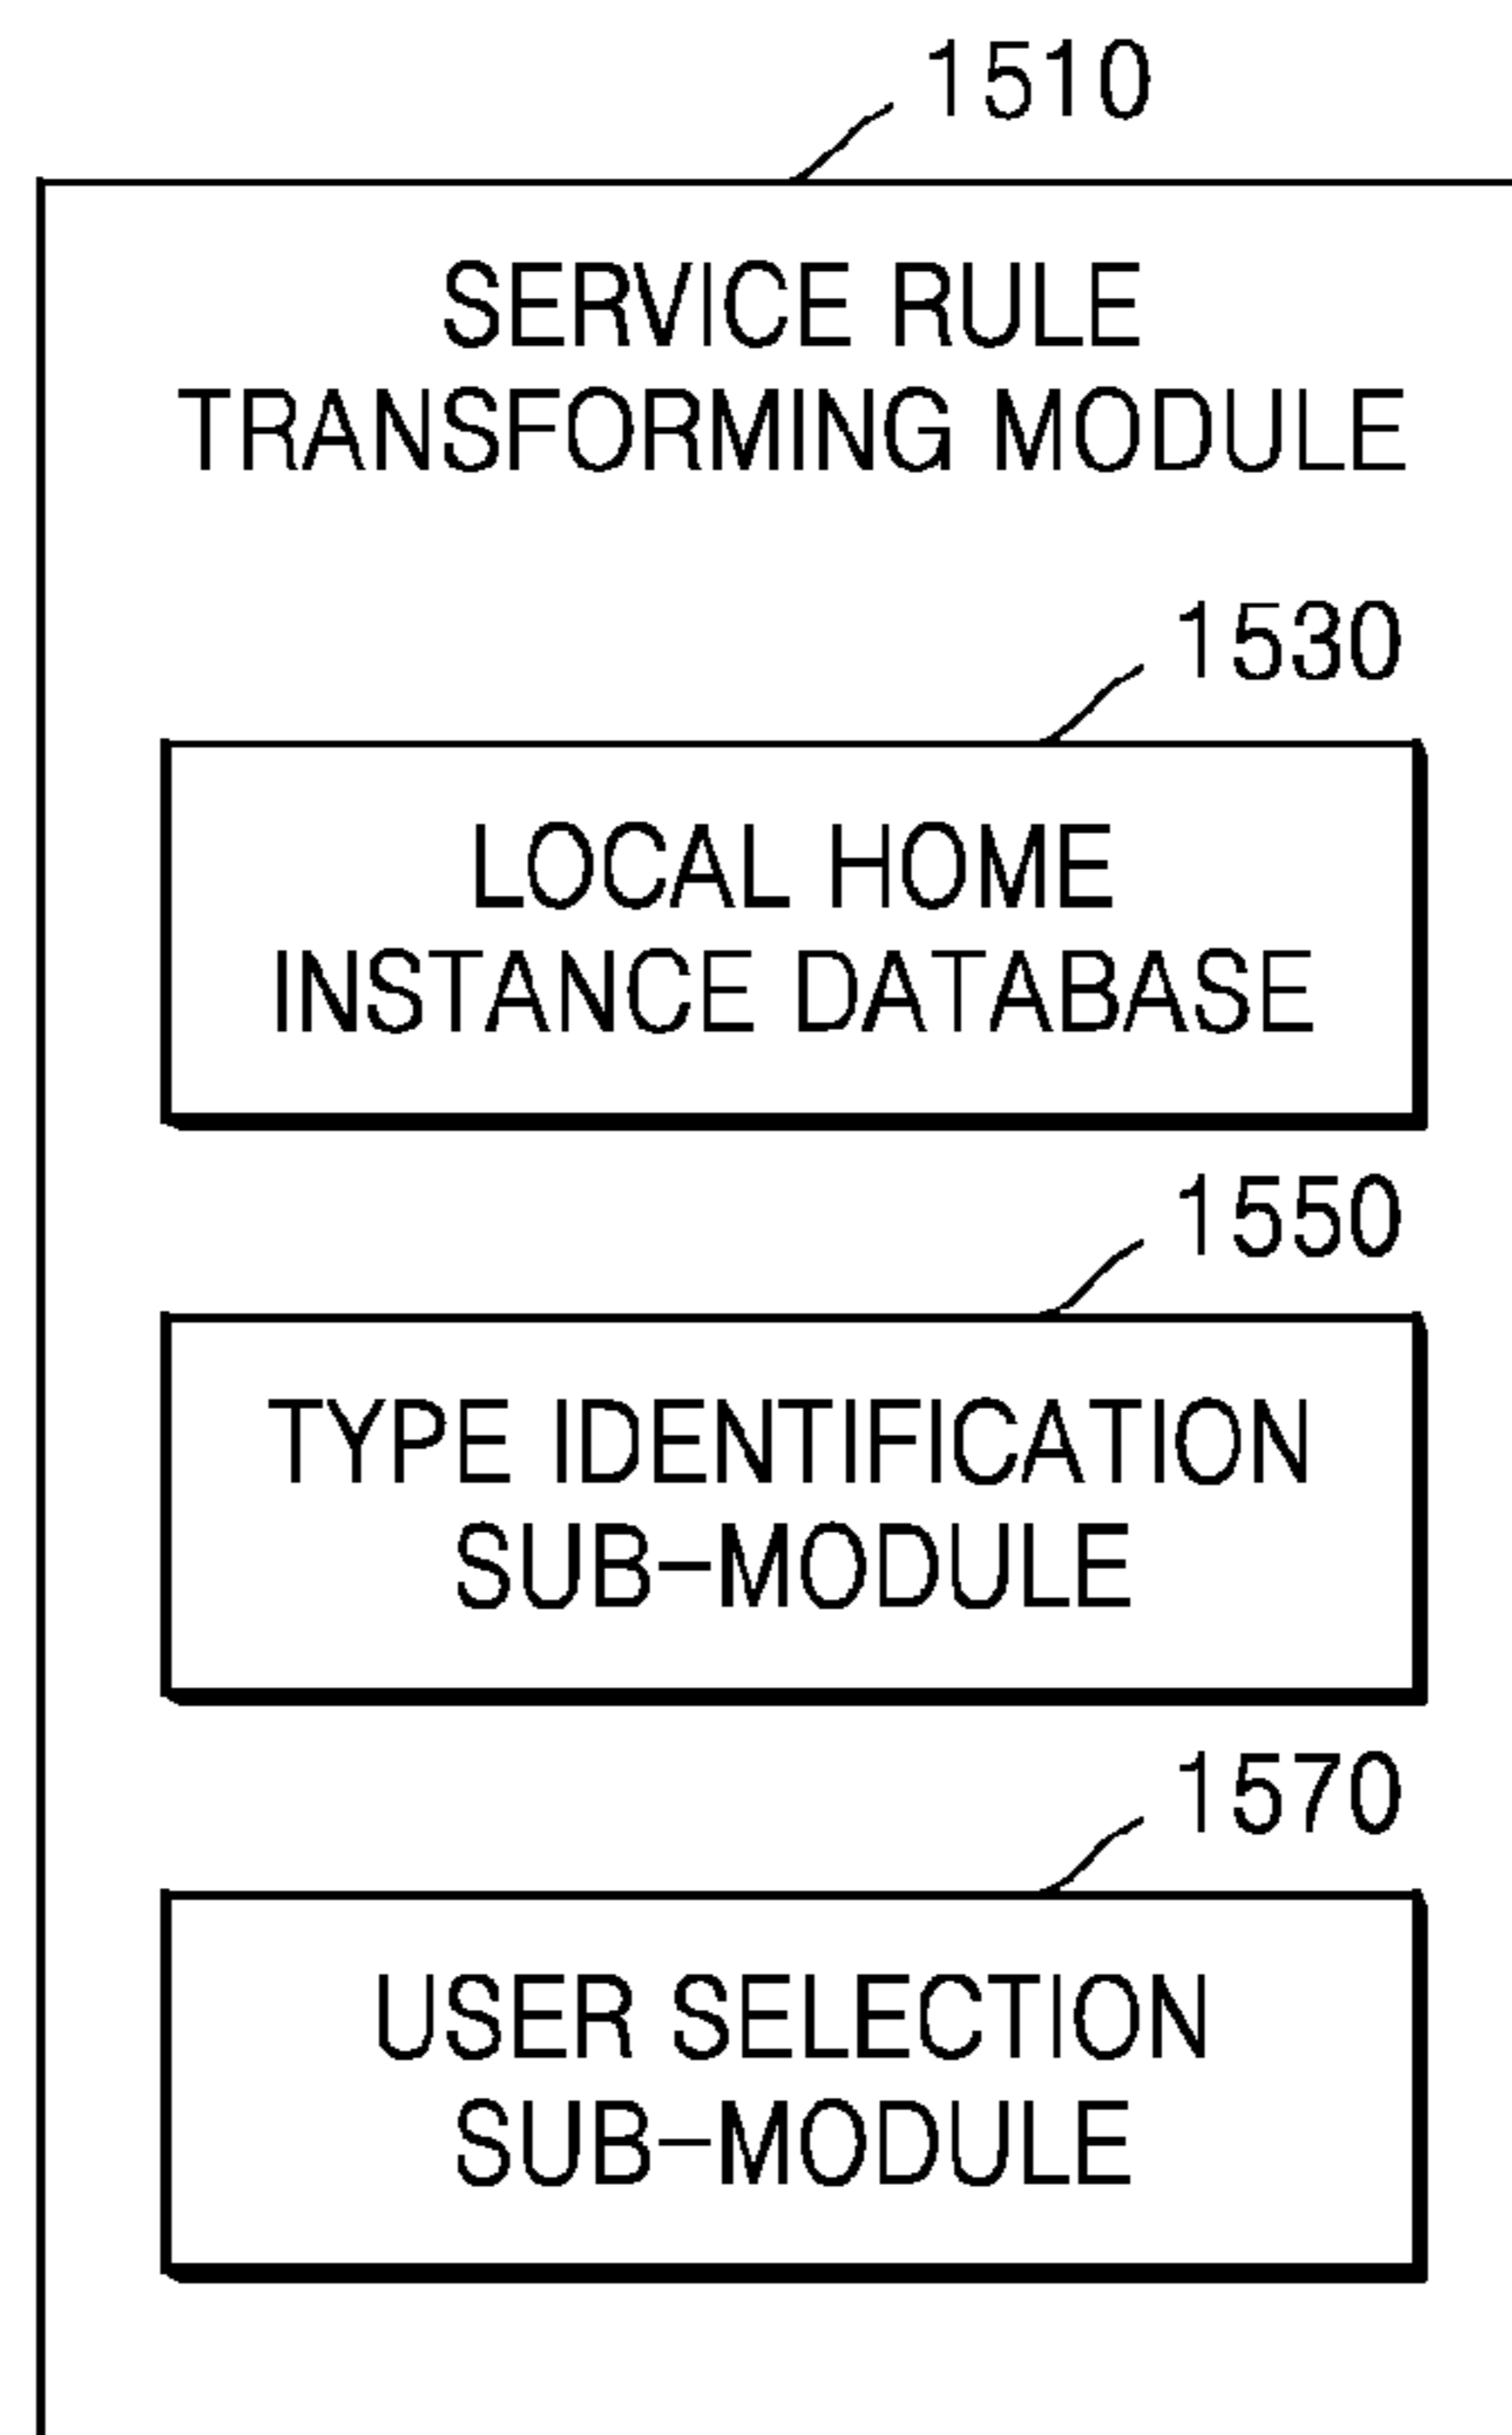 1510
SERVICE RULE
TRANSFORMING MODULE
1530
LOCAL HOME
INSTANCE DATABASE
1550
TYPE IDENTIFICATION
SUB-MODULE
1570
USER SELECTION
SUB-MODULE